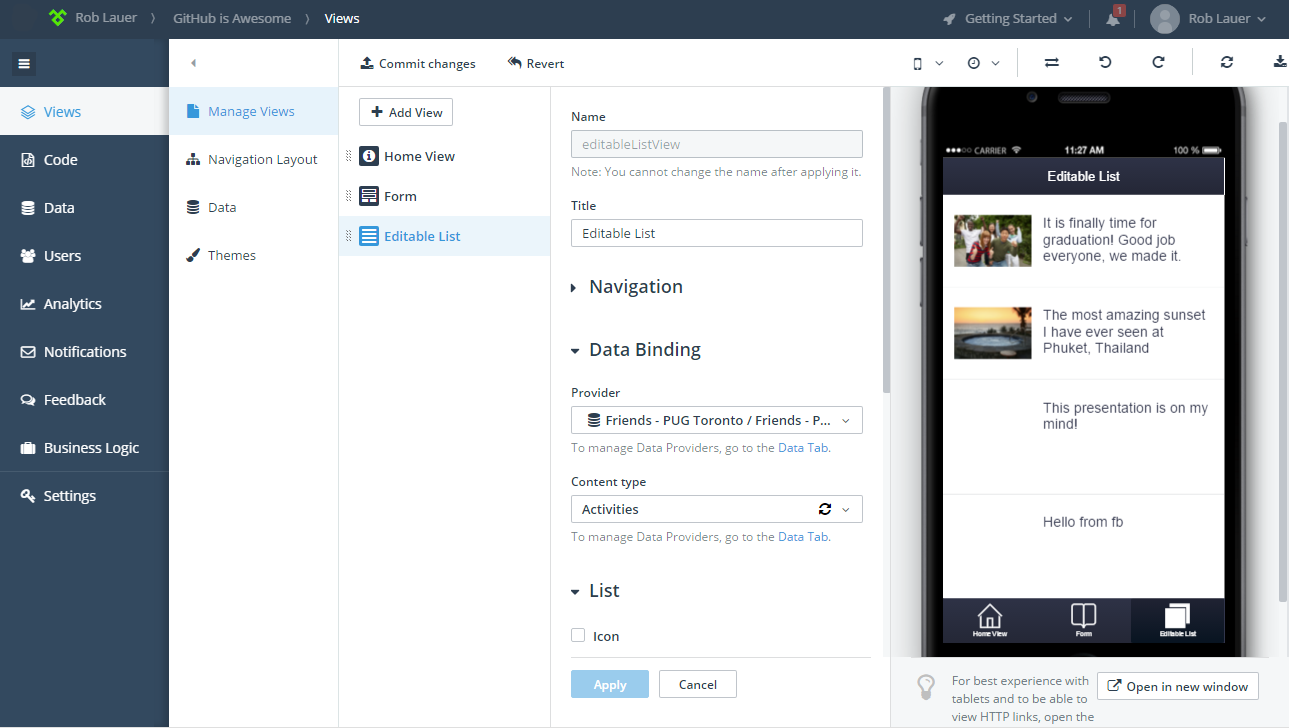 Rob Lauer
GitHub is Awesome
Views
Getting Started
1
Rob Lauer
Views
Code
Data
Users
Analytics
Notifications
Feedback
Business Logic
Settings
Manage Views
Navigation Layout
Data
Themes
Commit changes
Revert
Add View
Home View
Form
Editable List
Name
editableListView
Note: You cannot change the name after applying it.
Title
Editable List
Navigation
Data Binding
Provider
Friends - PUG Toronto / Friends - P...
To manage Data Providers, go to the Data Tab.
Content type
Activities
To manage Data Providers, go to the Data Tab.
List
Icon
Apply
Cancel
CARRIER
11:27 AM
100 %
Editable List
It is finally time for
graduation! Good job
everyone, we made it.
The most amazing sunset
I have ever seen at
Phuket, Thailand
This presentation is on my
mind!
Hello from fb
Home View
Form
Editable List
For best experience with
tablets and to be able to
view HTTP links, open the
Open in new window